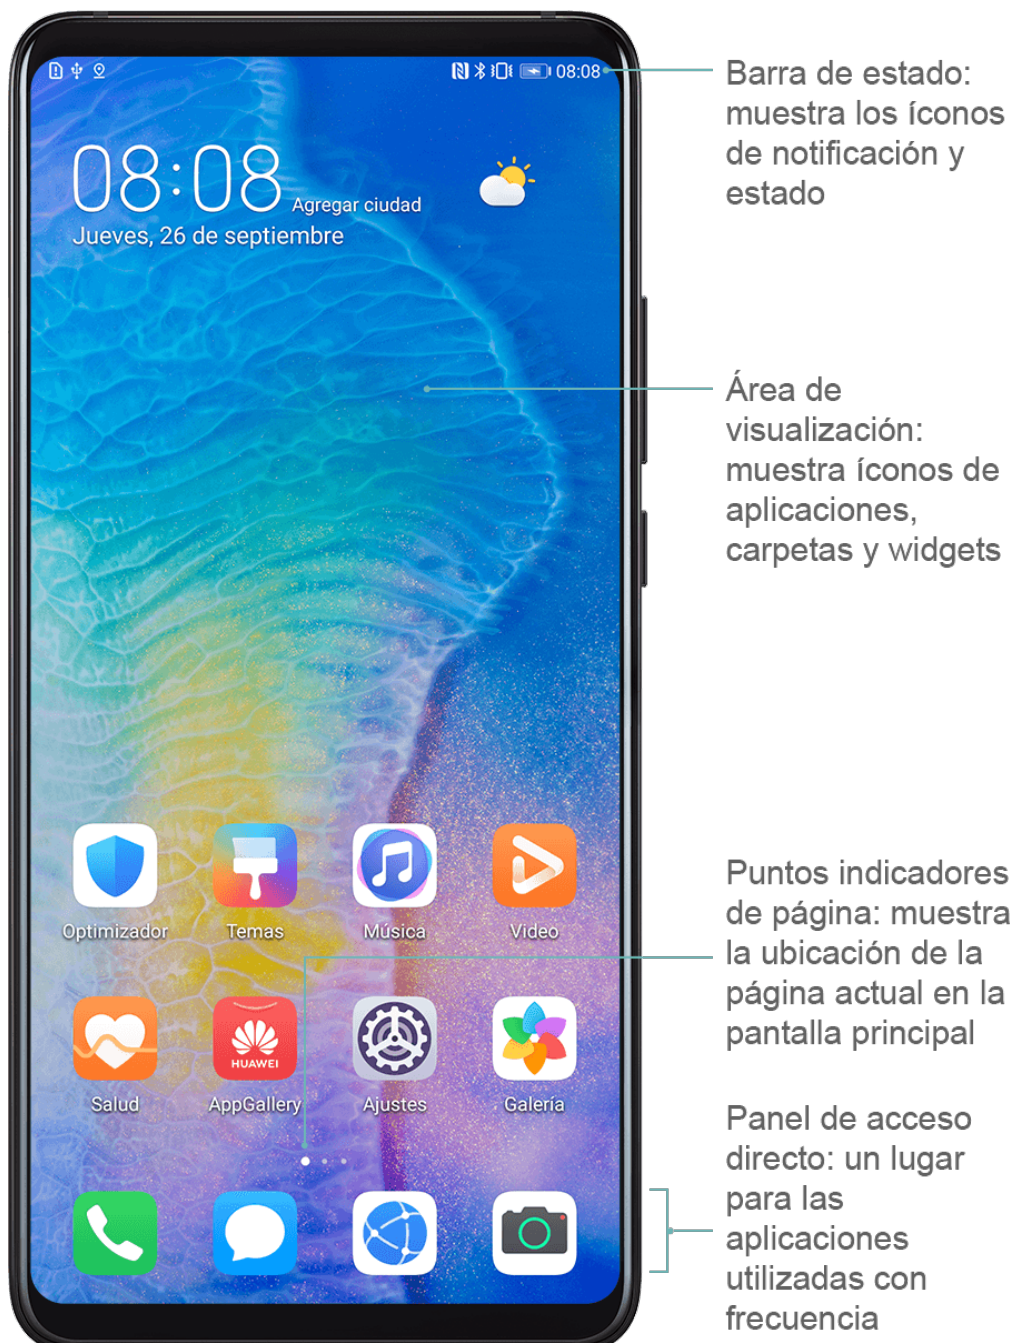 08:08
Barra de estado:
muestra los íconos
de notificación y
estado
08:08
Agregar ciudad
Jueves, 26 de septiembre
Área de
visualización:
muestra íconos de
aplicaciones,
carpetas y widgets
Optimizador
Temas
Música
Video
Puntos indicadores
de página: muestra
la ubicación de la
página actual en la
pantalla principal
HUAWEI
Salud
AppGallery
Ajustes
Galería
Panel de acceso
directo: un lugar
para las
aplicaciones
utilizadas con
frecuencia